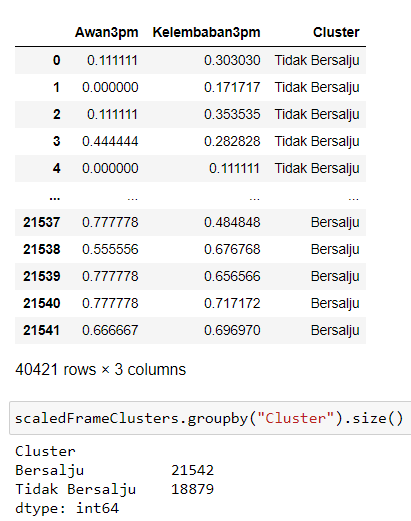 Awan3pm Kelembaban3pm Cluster
0 0.111111 0.303030 Tidak Bersalju
1 0.000000 0.171717 Tidak Bersalju
2 0.111111 0.353535 Tidak Bersalju
3 0.444444 0.282828 Tidak Bersalju
4 0.000000 0.111111 Tidak Bersalju
... ... ... ...
21537 0.777778 0.484848 Bersalju
21538 0.555556 0.676768 Bersalju
21539 0.777778 0.656566 Bersalju
21540 0.777778 0.717172 Bersalju
21541 0.666667 0.696970 Bersalju
40421 rows × 3 columns
scaledFrameClusters.groupby("Cluster").size()
Cluster
Bersalju 21542
Tidak Bersalju 18879
dtype: int64